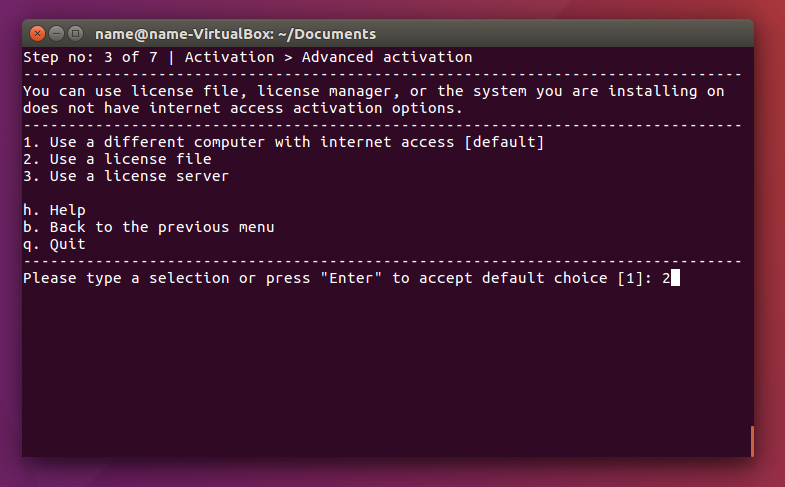 name@name-VirtualBox: ~/Documents
Step no: 3 of 7 | Activation > Advanced activation
--------------------------------------------------------------------------------
You can use license file, license manager, or the system you are installing on
does not have internet access activation options.
--------------------------------------------------------------------------------
1. Use a different computer with internet access [default]
2. Use a license file
3. Use a license server
h. Help
b. Back to the previous menu
q. Quit
--------------------------------------------------------------------------------
Please type a selection or press "Enter" to accept default choice [1]: 2